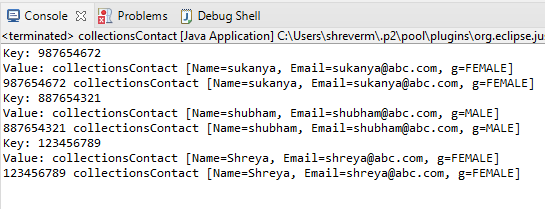 Console Problems Debug Shell
<terminated> collectionsContact [Java Application] C:\Users\shreverm\.p2\pool\plugins\org.eclipse.jus
Key: 987654672
Value: collectionsContact [Name=sukanya, Email=sukanya@abc.com, g=FEMALE]
987654672 collectionsContact [Name=sukanya, Email=sukanya@abc.com, g=FEMALE]
Key: 887654321
Value: collectionsContact [Name=shubham, Email=shubham@abc.com, g=MALE]
887654321 collectionsContact [Name=shubham, Email=shubham@abc.com, g=MALE]
Key: 123456789
Value: collectionsContact [Name=Shreya, Email=shreya@abc.com, g=FEMALE]
123456789 collectionsContact [Name=Shreya, Email=shreya@abc.com, g=FEMALE]